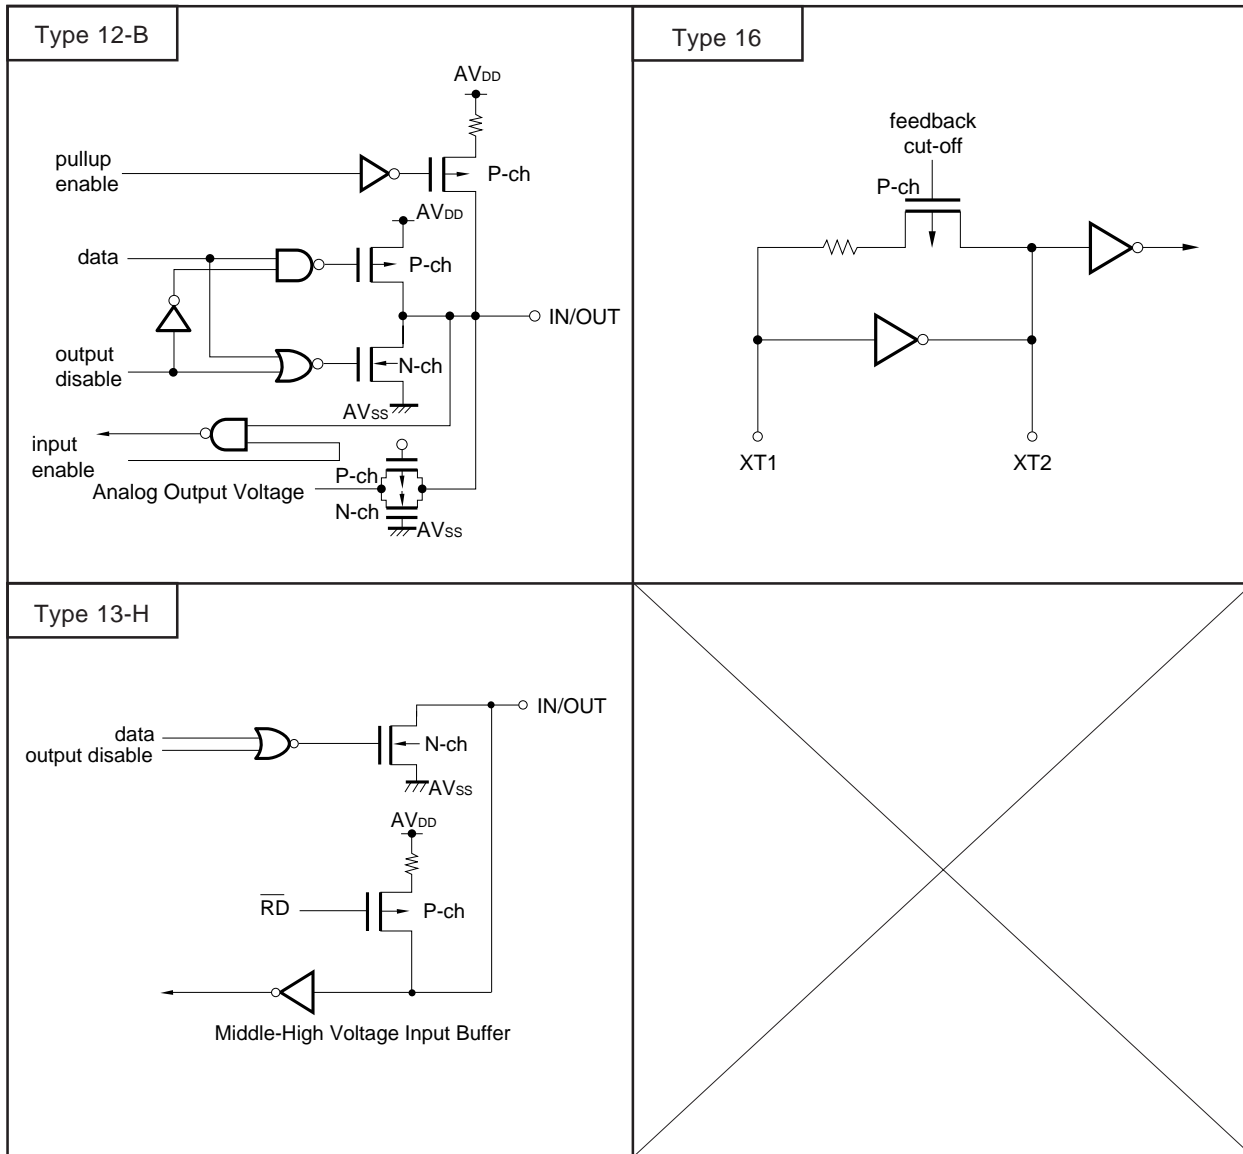 Type 12-B
AVDD
pullup
enable
P-ch
AVDD
data
P-ch
IN/OUT
output
disable
N-ch
AVSS
input
enable
P-ch
Analog Output Voltage
N-ch
AVSS
Type 16
feedback
cut-off
P-ch
XT1
XT2
Type 13-H
IN/OUT
data
output disable
N-ch
AVSS
AVDD
RD
P-ch
Middle-High Voltage Input Buffer